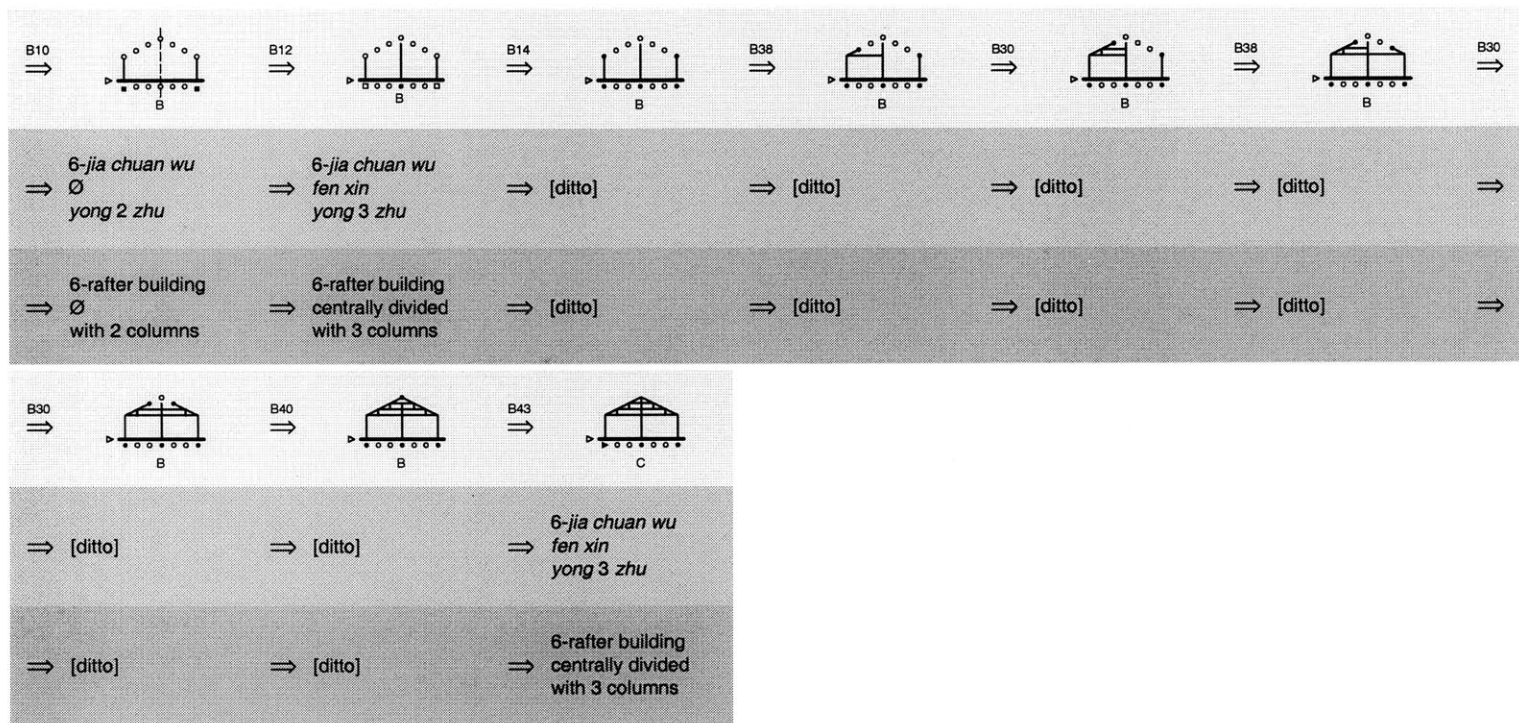 B10 ⇒ B12 ⇒ B14 ⇒ B38 ⇒ B30 ⇒ B38 ⇒ B30 ⇒
B B B B B B
⇒ 6-jia chuan wu
Ø
yong 2 zhu
⇒ 6-jia chuan wu
fen xin
yong 3 zhu
⇒ [ditto] ⇒ [ditto] ⇒ [ditto] ⇒ [ditto] ⇒
⇒ 6-rafter building
Ø
with 2 columns
⇒ 6-rafter building
centrally divided
with 3 columns
⇒ [ditto] ⇒ [ditto] ⇒ [ditto] ⇒ [ditto] ⇒
B30 ⇒ B40 ⇒ B43 ⇒
B B C
⇒ [ditto] ⇒ [ditto] ⇒ 6-jia chuan wu
fen xin
yong 3 zhu
⇒ [ditto] ⇒ [ditto] ⇒ 6-rafter building
centrally divided
with 3 columns